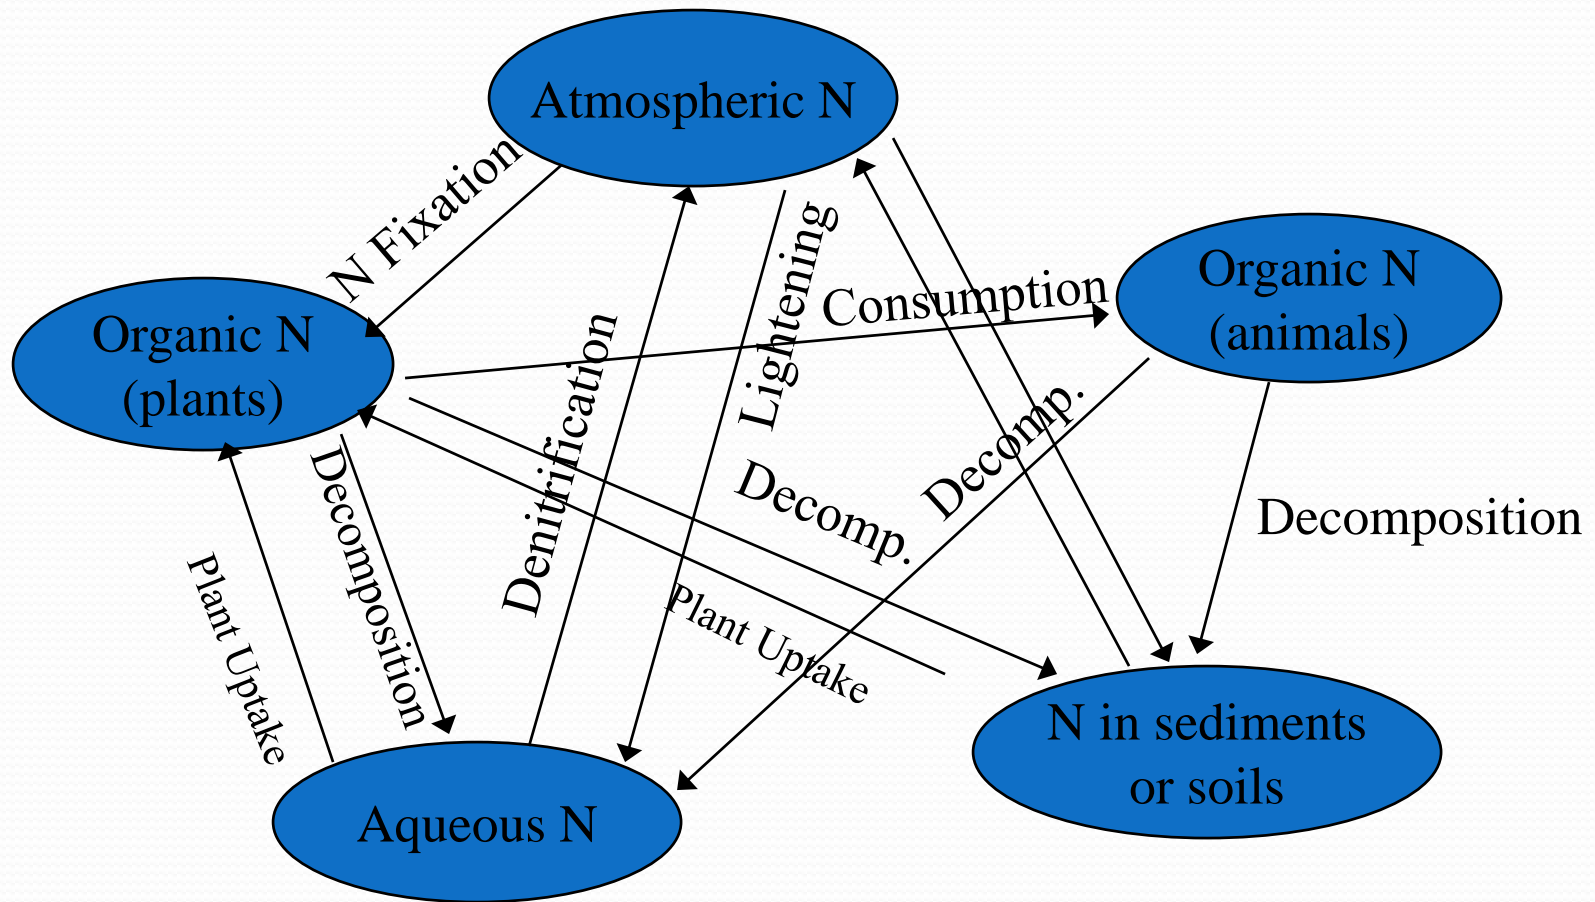 Atmospheric N
N Fixation
Lightening
Consumption
Organic N
(animals)
Organic N
(plants)
Denitrification
Decomp.
Decomp.
Decomposition
Decomposition
Plant Uptake
Plant Uptake
N in sediments
or soils
Aqueous N